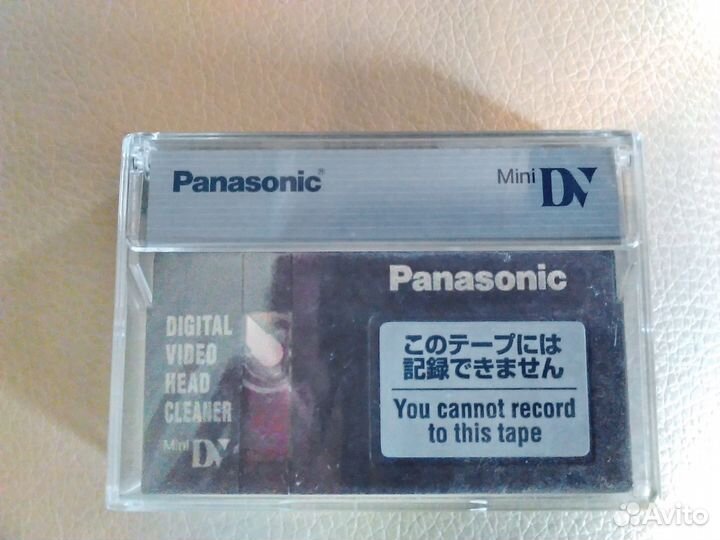 Panasonic®
Mini DV
Panasonic
DIGITAL
VIDEO
HEAD
CLEANER
Mini DV
このテープには
記録できません
You cannot record
to this tape
Avito